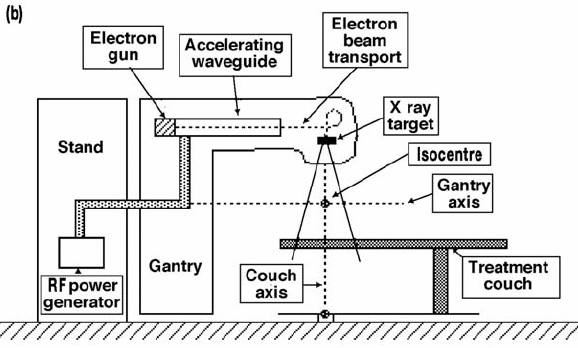 (b)
Electron
gun
Accelerating
waveguide
Electron
beam
transport
X ray
target
Stand
Isocentre
Gantry
axis
Gantry
Couch
axis
Treatment
couch
RF power
generator